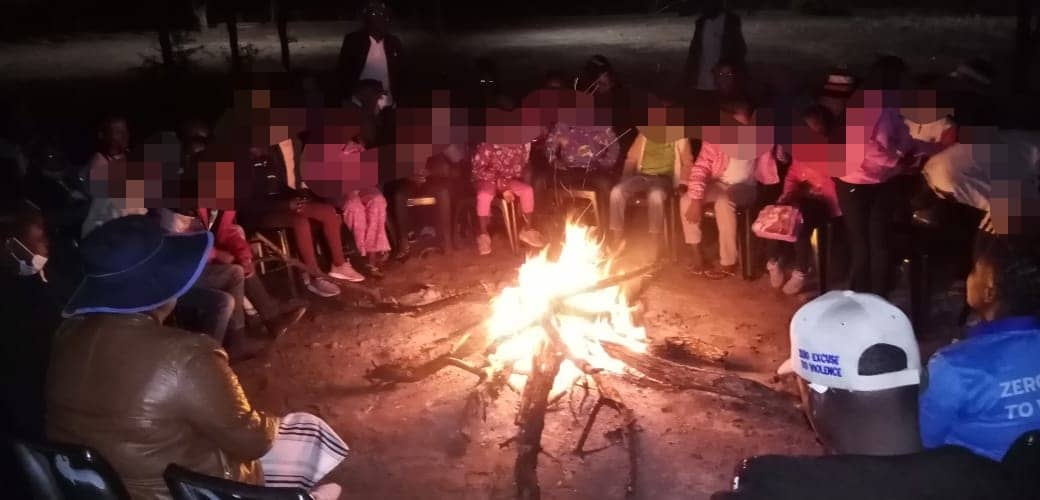 ZERO EXCUSE
TO VIOLENCE
ZERO
TO V